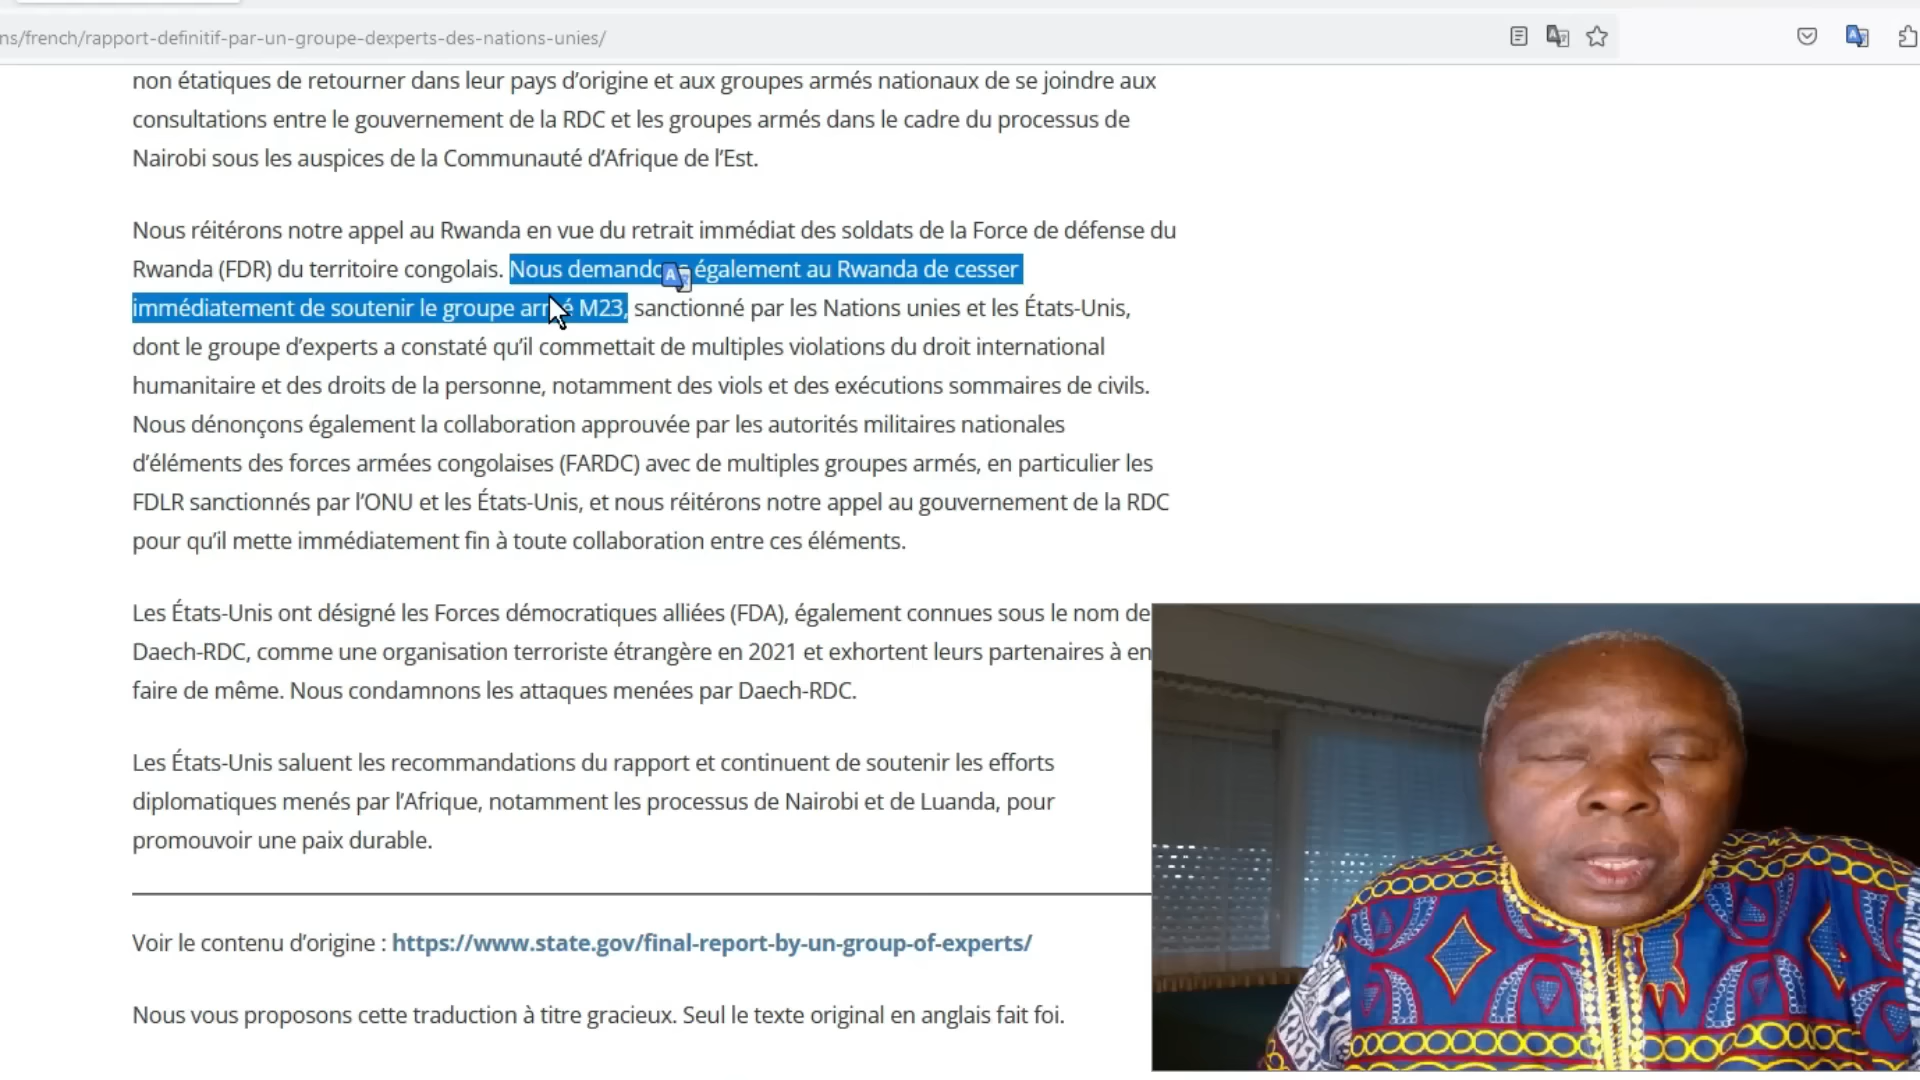 ns/french/rapport-definitif-par-un-groupe-dexperts-des-nations-unies/
non étatiques de retourner dans leur pays d’origine et aux groupes armés nationaux de se joindre aux
consultations entre le gouvernement de la RDC et les groupes armés dans le cadre du processus de
Nairobi sous les auspices de la Communauté d’Afrique de l’Est.
Nous réitérons notre appel au Rwanda en vue du retrait immédiat des soldats de la Force de défense du
Rwanda (FDR) du territoire congolais. Nous demandons également au Rwanda de cesser
immédiatement de soutenir le groupe armé M23, sanctionné par les Nations unies et les États-Unis,
dont le groupe d’experts a constaté qu’il commettait de multiples violations du droit international
humanitaire et des droits de la personne, notamment des viols et des exécutions sommaires de civils.
Nous dénonçons également la collaboration approuvée par les autorités militaires nationales
d’éléments des forces armées congolaises (FARDC) avec de multiples groupes armés, en particulier les
FDLR sanctionnés par l’ONU et les États-Unis, et nous réitérons notre appel au gouvernement de la RDC
pour qu’il mette immédiatement fin à toute collaboration entre ces éléments.
Les États-Unis ont désigné les Forces démocratiques alliées (FDA), également connues sous le nom de
Daech-RDC, comme une organisation terroriste étrangère en 2021 et exhortent leurs partenaires à en
faire de même. Nous condamnons les attaques menées par Daech-RDC.
Les États-Unis saluent les recommandations du rapport et continuent de soutenir les efforts
diplomatiques menés par l’Afrique, notamment les processus de Nairobi et de Luanda, pour
promouvoir une paix durable.
Voir le contenu d’origine : https://www.state.gov/final-report-by-un-group-of-experts/
Nous vous proposons cette traduction à titre gracieux. Seul le texte original en anglais fait foi.